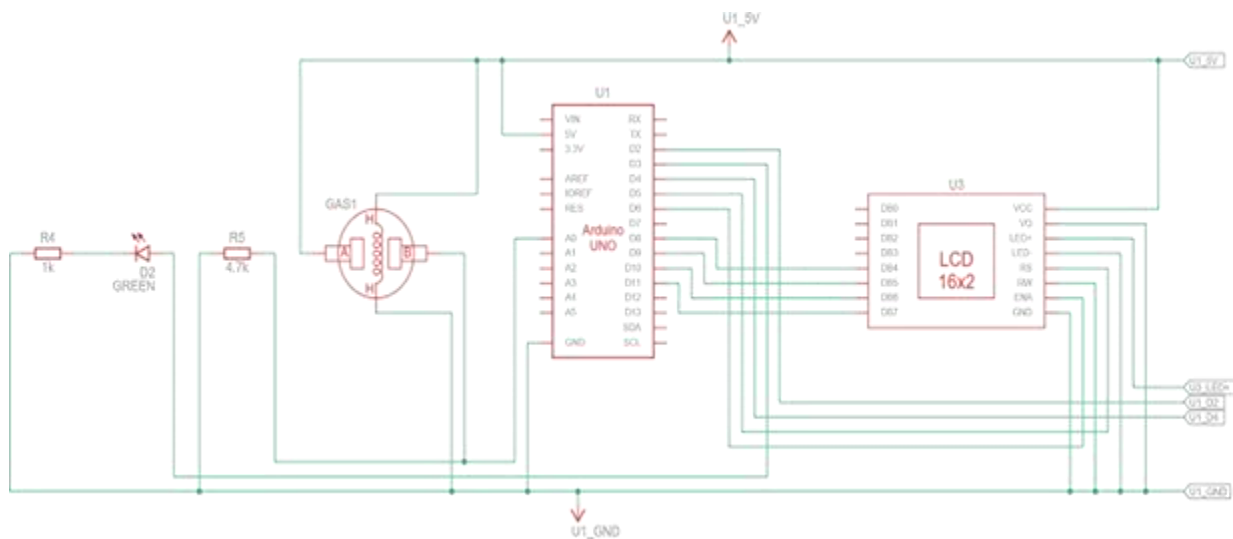 U1_5V
U1_5V
U1
VIN
RX
5V
TX
3.3V
D2
D3
AREF
D4
IOREF
D5
RES
D6
D7
Arduino
UNO
A0
D8
A1
D9
A2
D10
A3
D11
A4
D12
A5
D13
SDA
GND
SCL
GAS1
H
A
B
H
R4
1k
D2
GREEN
R5
4.7k
U3
DB0
VCC
DB1
VO
DB2
LED+
DB3
LED-
DB4
RS
DB5
RW
DB6
ENA
DB7
GND
LCD
16x2
U3_LED+
U1_D2
U1_D4
U1_GND
U1_GND